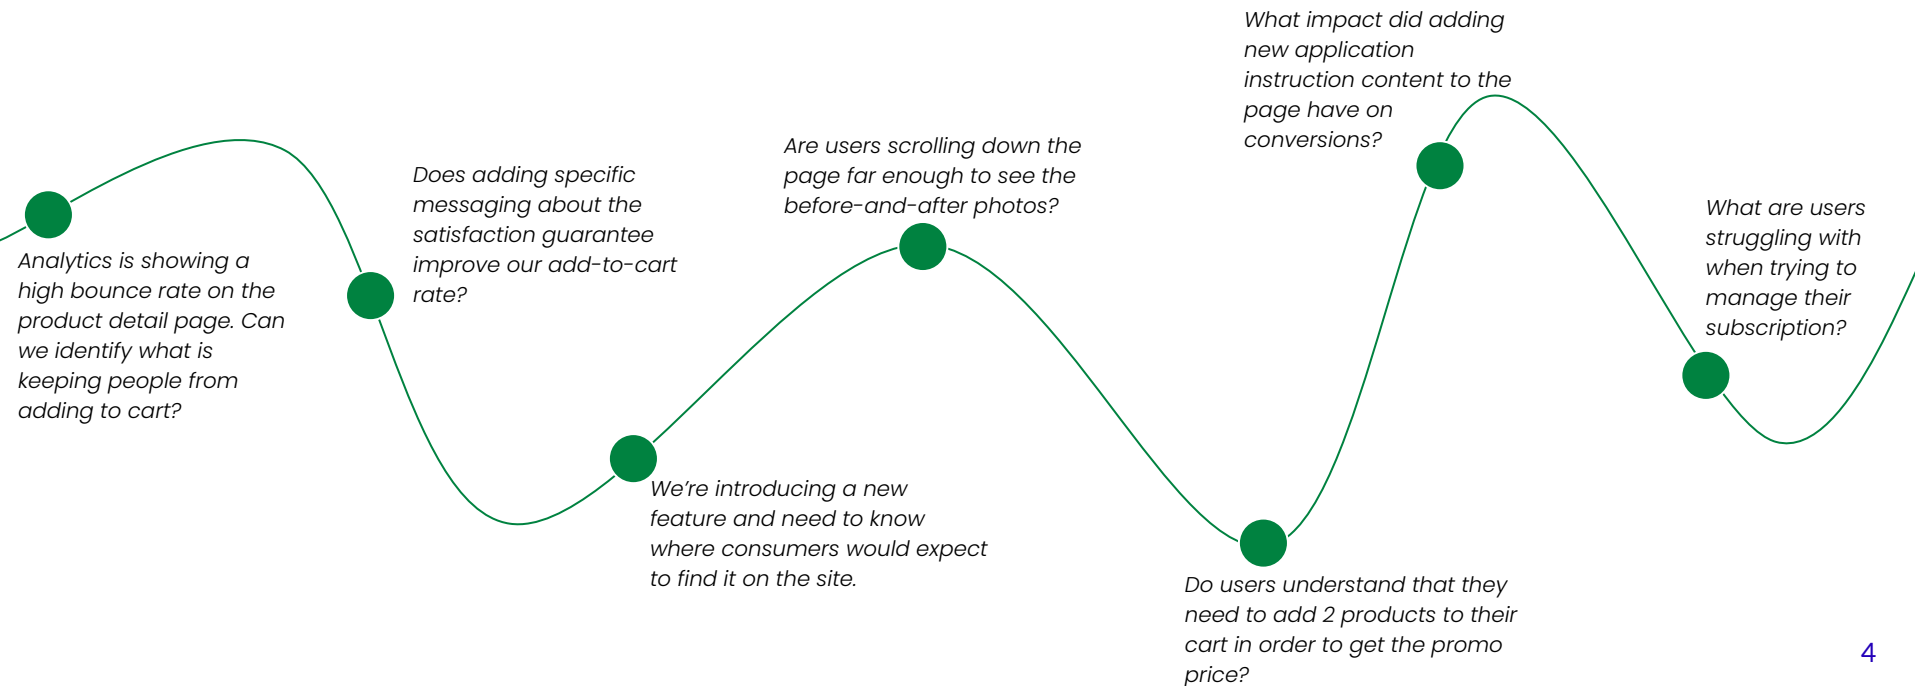 Analytics is showing a
high bounce rate on the
product detail page. Can
we identify what is
keeping people from
adding to cart?
Does adding specific
messaging about the
satisfaction guarantee
improve our add-to-cart
rate?
We’re introducing a new
feature and need to know
where consumers would expect
to find it on the site.
Are users scrolling down the
page far enough to see the
before-and-after photos?
Do users understand that they
need to add 2 products to their
cart in order to get the promo
price?
What impact did adding
new application
instruction content to the
page have on
conversions?
What are users
struggling with
when trying to
manage their
subscription?
4